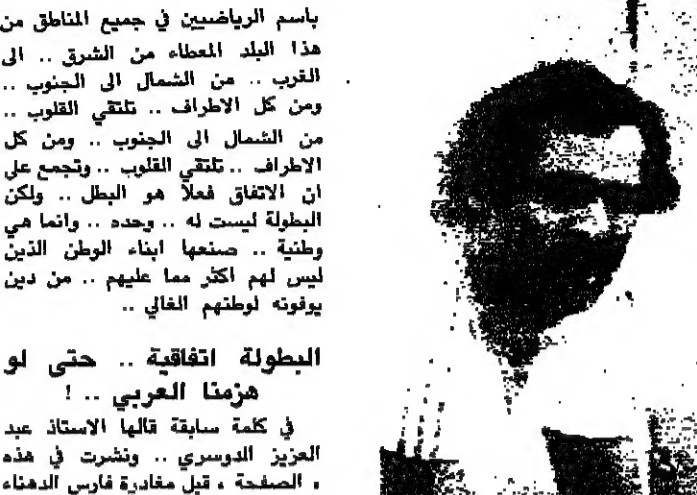 باسم الرياضيين في جميع المناطق من
هذا البلد المعطاء من الشرق .. الى
الغرب .. من الشمال الى الجنوب ..
ومن كل الاطراف .. تلتقي القلوب ..
من الشمال الى الجنوب .. ومن كل
الاطراف .. تلتقي القلوب .. وتجمع على
ان الاتفاق فعلاً هو البطل .. ولكن
البطولة ليست له .. وحده .. وانما هي
وطنية .. صنعها ابناء الوطن الذين
ليس لهم اكثر مما عليهم .. من دين
يوفونه لوطنهم الغالي ..
البطولة اتفاقية .. حتى لو
هزمنا العربي .. !
في كلمة سابقة قالها الاستاذ عبد
العزيز الدوسري .. ونشرت في هذه
« الصفحة » قبل مغادرة فارس الدهناء